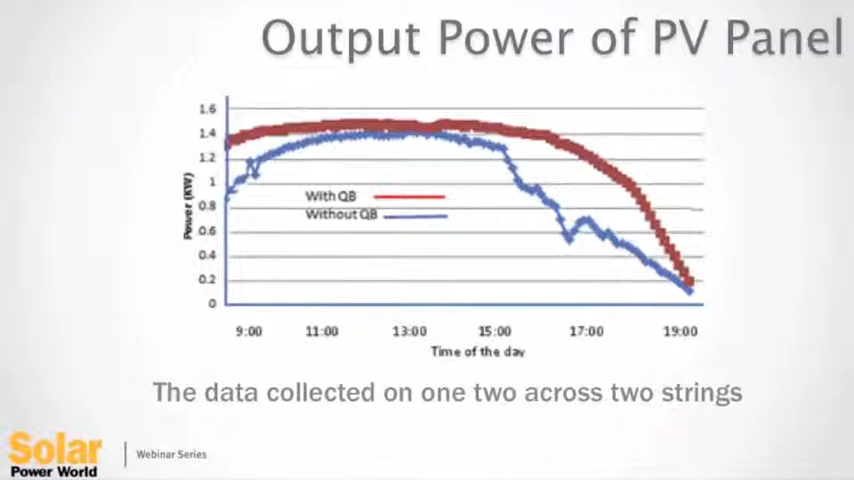 Output Power of PV Panel
1.6
1.4
1.2
1
0.8
0.6
0.4
0.2
0
Power (KW)
With QB
Without QB
9:00 11:00 13:00 15:00 17:00 19:00
Time of the day
The data collected on one two across two strings
Solar
Power World
Webinar Series